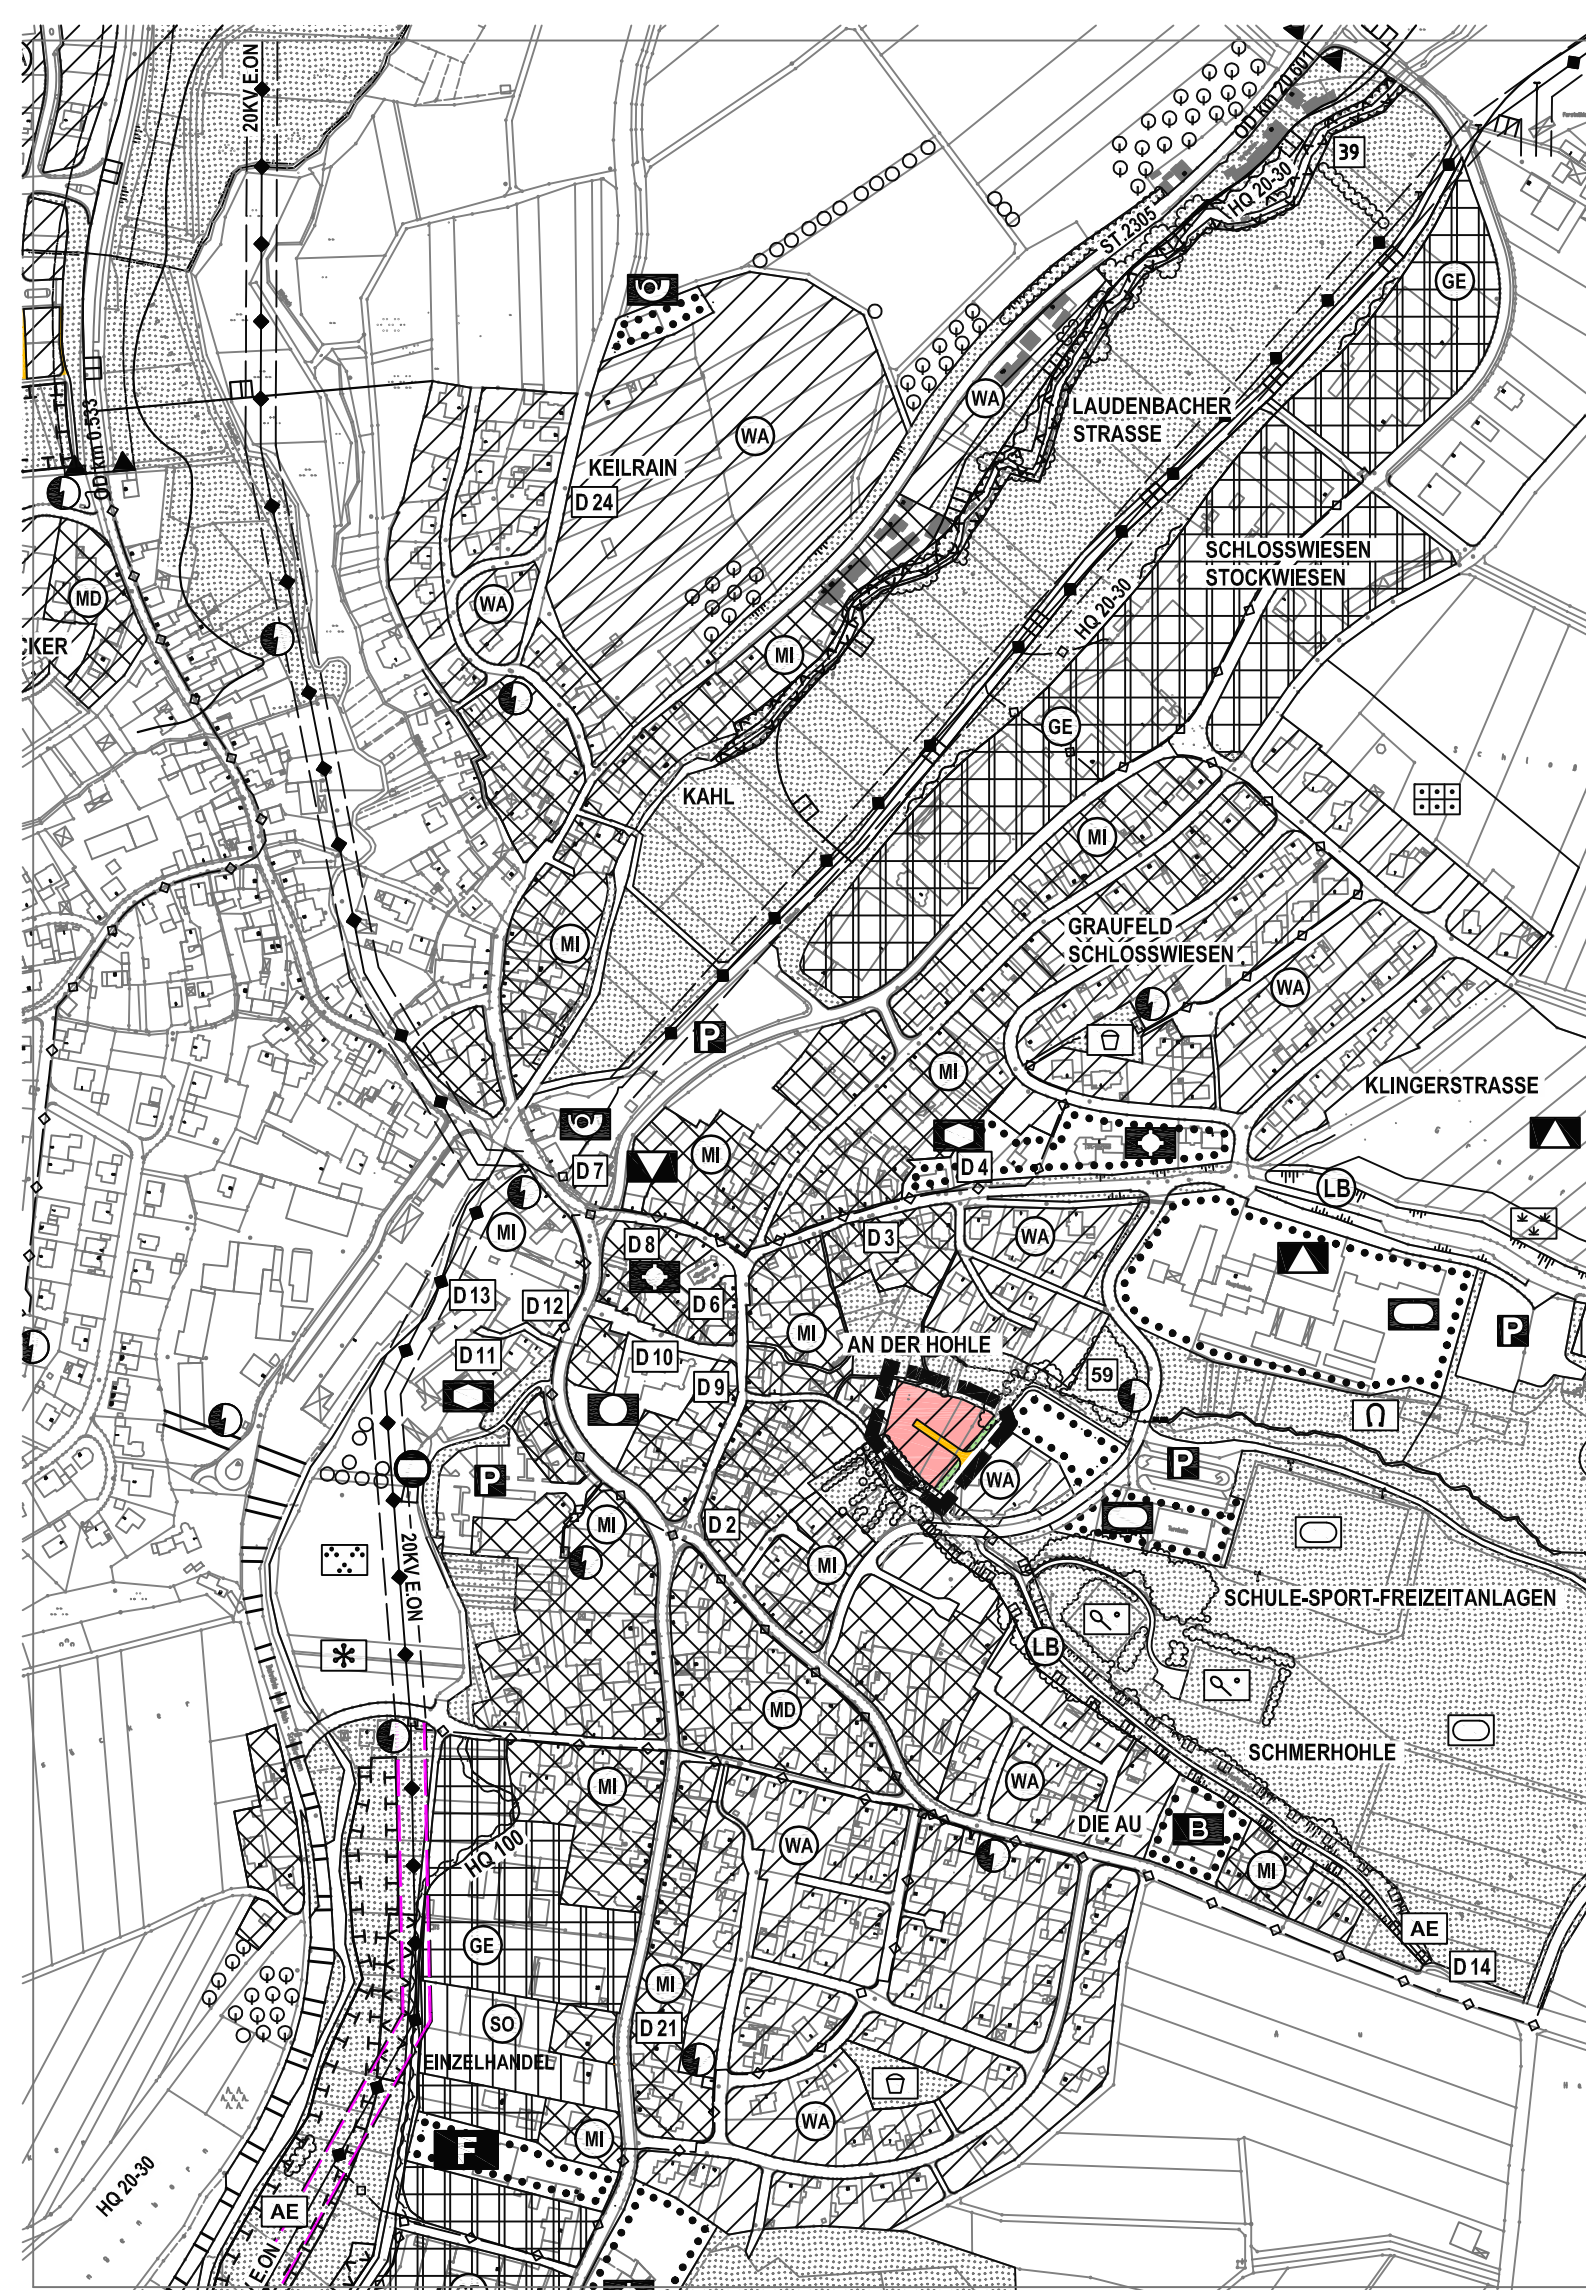 20KV E.ON
OD km 20.601
39
HQ 20-30
ST 2305
GE
WA
WA
LAUDENBACHER
STRASSE
KEILRAIN
D 24
OD km 0.533
SCHLOSSWIESEN
STOCKWIESEN
MD
WA
HQ 20-30
CKER
MI
GE
KAHL
MI
GRAUFELD
SCHLOSSWIESEN
MI
WA
P
MI
KLINGERSTRASSE
MI
D 7
D 4
LB
MI
D 8
D 3
WA
D 13
D 12
D 6
MI
P
AN DER HOHLE
D 11
D 10
D 9
59
P
P
WA
MI
D 2
20KV E.ON
MI
SCHULE-SPORT-FREIZEITANLAGEN
LB
MD
SCHMERHOHLE
MI
WA
DIE AU
B
WA
HQ 100
MI
AE
GE
D 14
MI
SO
D 21
EINZELHANDEL
WA
MI
F
HQ 20-30
AE
E.ON